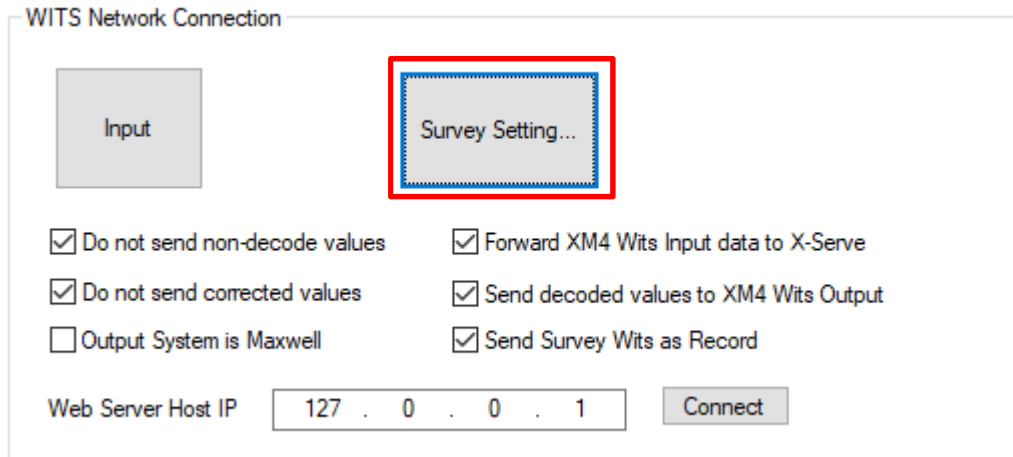 WITS Network Connection
Input
Survey Setting...
Do not send non-decode values
Forward XM4 Wits Input data to X-Serve
Do not send corrected values
Send decoded values to XM4 Wits Output
Output System is Maxwell
Send Survey Wits as Record
Web Server Host IP 127 . 0 . 0 . 1 Connect